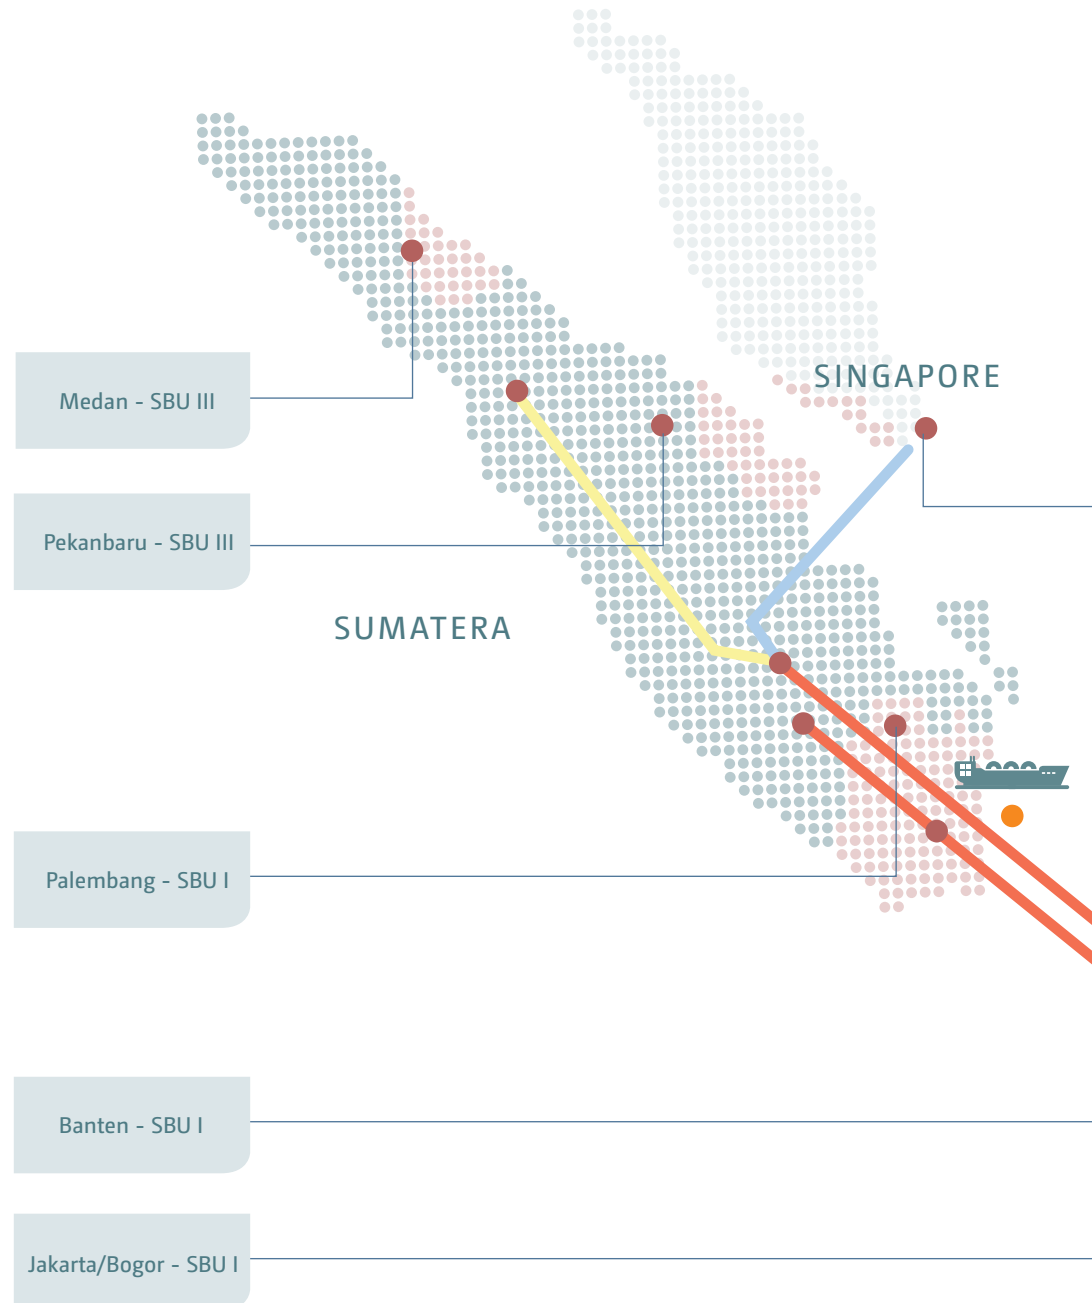 SINGAPORE
Medan - SBU III
Pekanbaru - SBU III
SUMATERA
Palembang - SBU I
Banten - SBU I
Jakarta/Bogor - SBU I